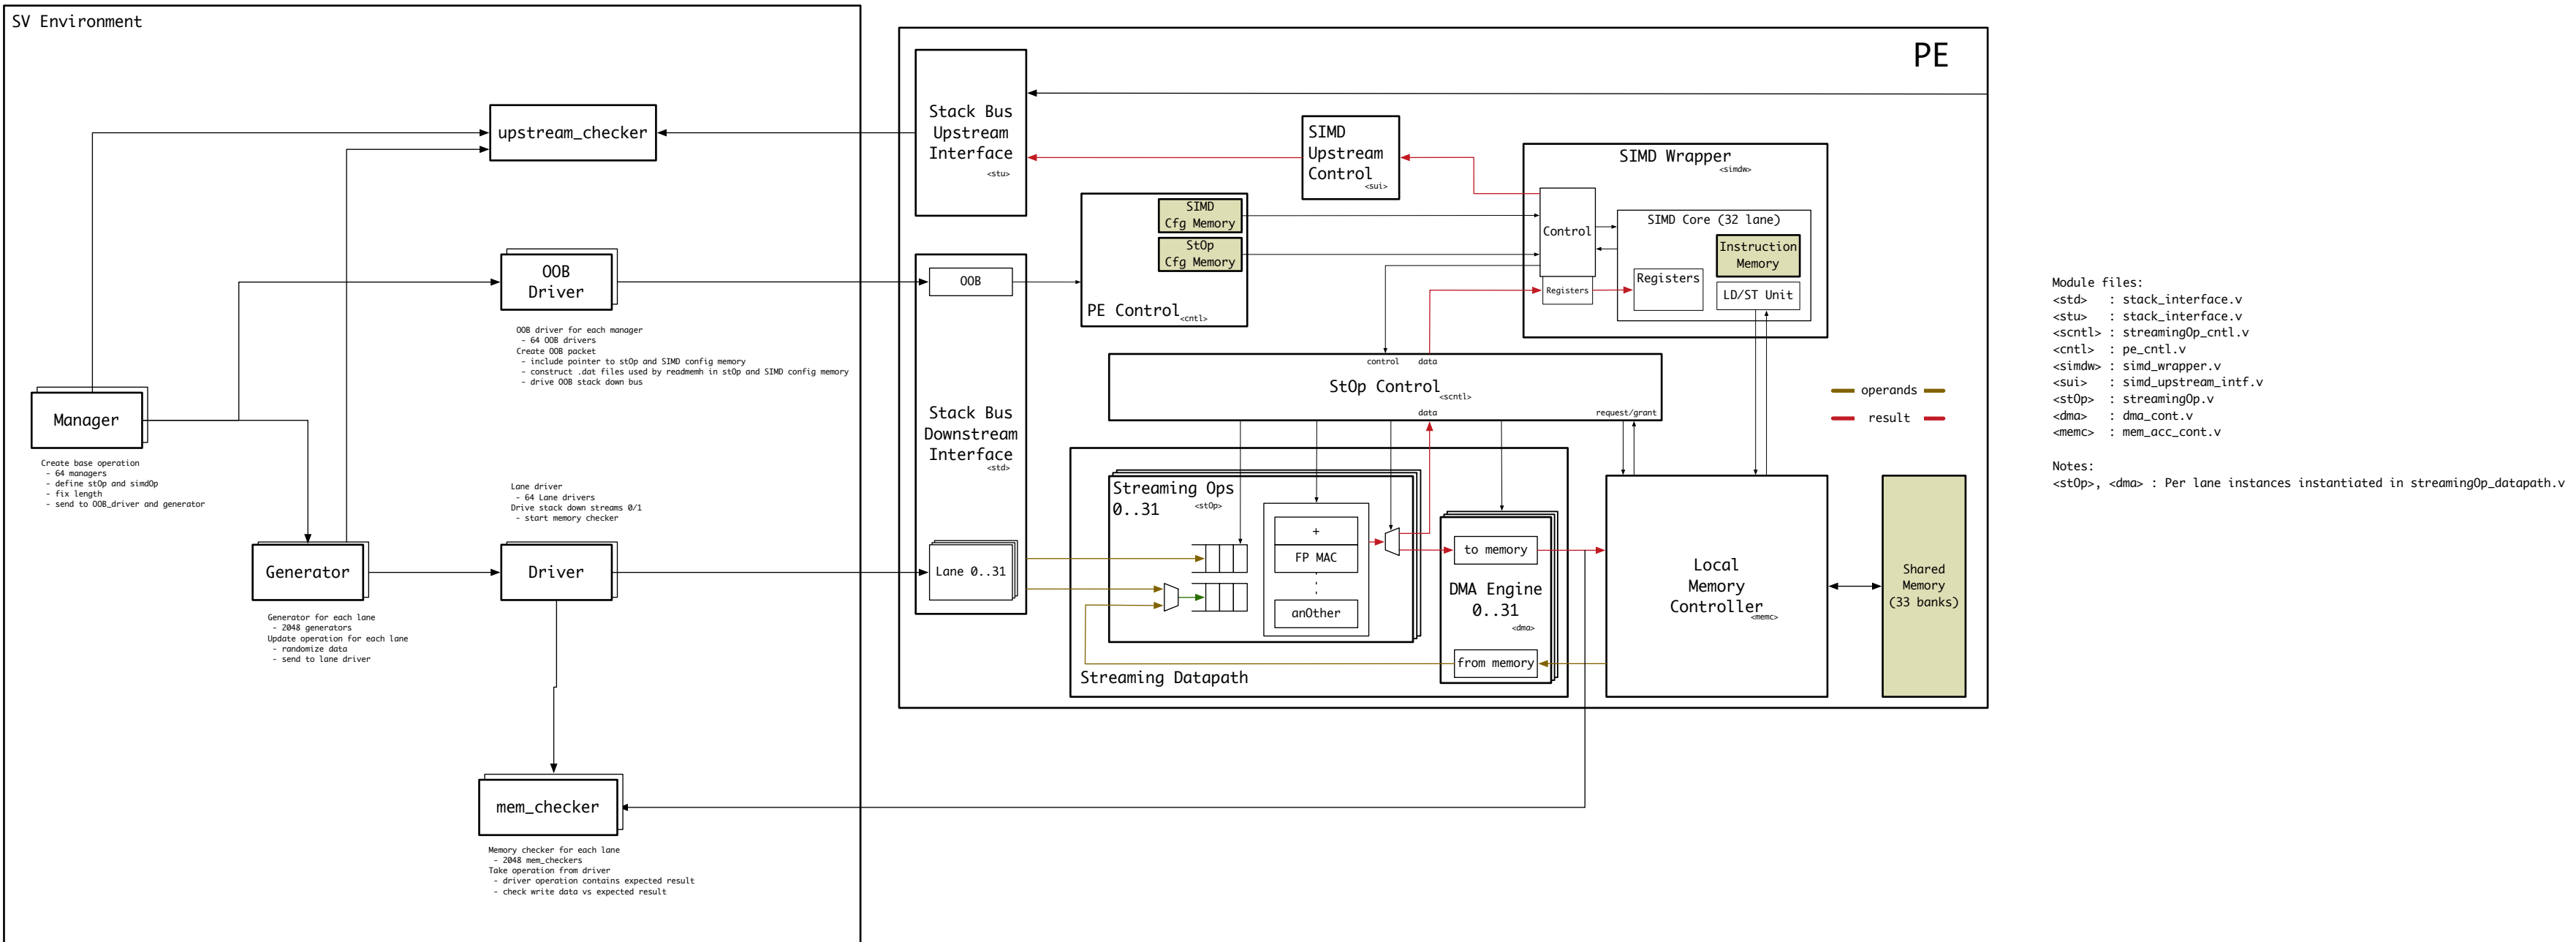 SV Environment
upstream_checker
OOB
Driver
OOB driver for each manager
- 64 OOB drivers
Create OOB packet
- include pointer to stOp and SIMD config memory
- construct .dat files used by readmemh in stOp and SIMD config memory
- drive OOB stack down bus
Manager
Create base operation
- 64 managers
- define stOp and simdOp
- fix length
- send to OOB_driver and generator
Lane driver
- 64 Lane drivers
Drive stack down streams 0/1
- start memory checker
Generator
Generator for each lane
- 2048 generators
Update operation for each lane
- randomize data
- send to lane driver
Driver
mem_checker
Memory checker for each lane
- 2048 mem_checkers
Take operation from driver
- driver operation contains expected result
- check write data vs expected result
PE
Stack Bus
Upstream
Interface
<stu>
SIMD
Upstream
Control
<sui>
SIMD Wrapper
<simdw>
Control
Registers
SIMD Core (32 lane)
Instruction
Memory
Registers
LD/ST Unit
SIMD
Cfg Memory
StOp
Cfg Memory
PE Control
<cntl>
OOB
Stack Bus
Downstream
Interface
<std>
Lane 0..31
control data
StOp Control
<scntl>
data
request/grant
Streaming Ops
0..31
<stOp>
+
FP MAC
anOther
to memory
DMA Engine
0..31
<dma>
from memory
Streaming Datapath
Local
Memory
Controller
<memc>
Shared
Memory
(33 banks)
operands
result
Module files:
<std> : stack_interface.v
<stu> : stack_interface.v
<scntl> : streamingOp_cntl.v
<cntl> : pe_cntl.v
<simdw> : simd_wrapper.v
<sui> : simd_upstream_intf.v
<stOp> : streamingOp.v
<dma> : dma_cont.v
<memc> : mem_acc_cont.v
Notes:
<stOp>, <dma> : Per lane instances instantiated in streamingOp_datapath.v